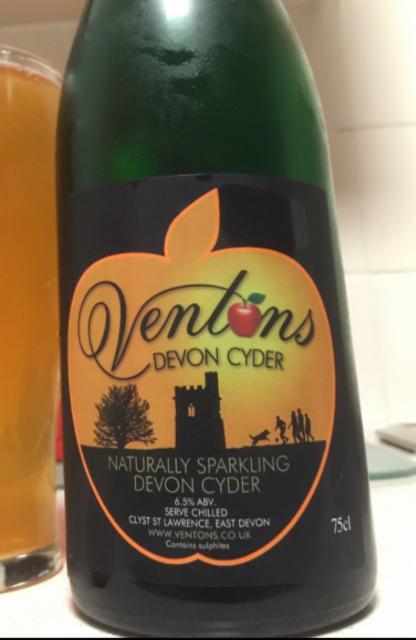 Ventons
DEVON CYDER
NATURALLY SPARKLING
DEVON CYDER
6.5% ABV.
SERVE CHILLED
CLYST ST LAWRENCE, EAST DEVON
WWW.VENTONS.CO.UK
Contains sulphites
75cl